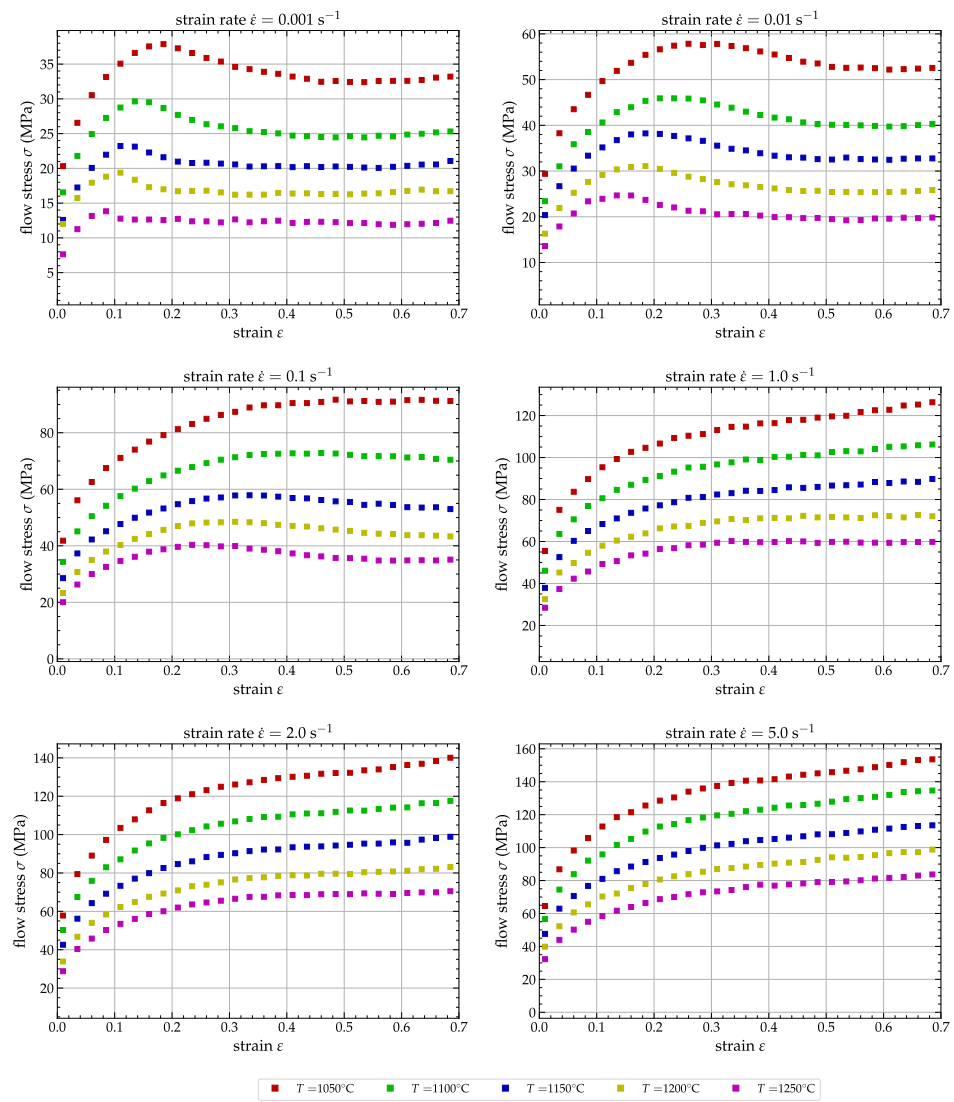 strain rate ε̇ = 0.001 s⁻¹
flow stress σ (MPa)
35
30
25
20
15
10
5
0.0 0.1 0.2 0.3 0.4 0.5 0.6 0.7
strain ε
strain rate ε̇ = 0.01 s⁻¹
flow stress σ (MPa)
60
50
40
30
20
10
0.0 0.1 0.2 0.3 0.4 0.5 0.6 0.7
strain ε
strain rate ε̇ = 0.1 s⁻¹
flow stress σ (MPa)
80
60
40
20
0
0.0 0.1 0.2 0.3 0.4 0.5 0.6 0.7
strain ε
strain rate ε̇ = 1.0 s⁻¹
flow stress σ (MPa)
120
100
80
60
40
20
0.0 0.1 0.2 0.3 0.4 0.5 0.6 0.7
strain ε
strain rate ε̇ = 2.0 s⁻¹
flow stress σ (MPa)
140
120
100
80
60
40
20
0.0 0.1 0.2 0.3 0.4 0.5 0.6 0.7
strain ε
strain rate ε̇ = 5.0 s⁻¹
flow stress σ (MPa)
160
140
120
100
80
60
40
20
0
0.0 0.1 0.2 0.3 0.4 0.5 0.6 0.7
strain ε
T =1050°C T =1100°C T =1150°C T =1200°C T =1250°C